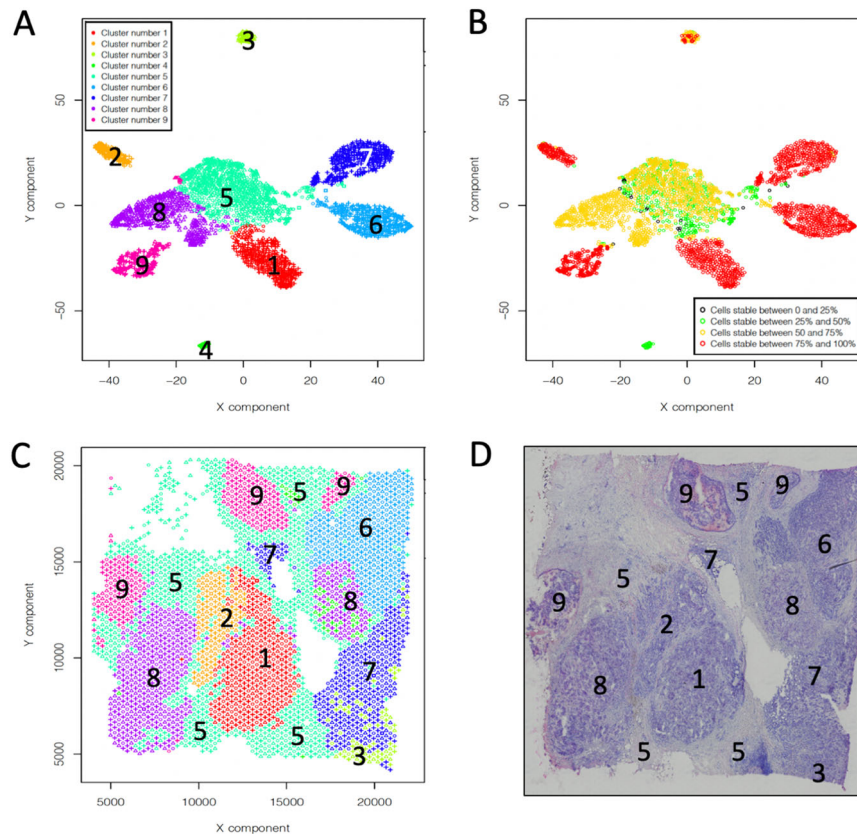 A
Cluster number 1
Cluster number 2
Cluster number 3
Cluster number 4
Cluster number 5
Cluster number 6
Cluster number 7
Cluster number 8
Cluster number 9
3
2
7
5
8
6
9
1
4
50
0
−50
Y component
−40
−20
0
20
40
X component
B
Cells stable between 0 and 25%
Cells stable between 25% and 50%
Cells stable between 50 and 75%
Cells stable between 75% and 100%
50
0
−50
Y component
−40
−20
0
20
40
X component
C
9
5
9
6
7
9
5
8
2
1
8
7
5
5
3
20000
15000
10000
5000
Y component
5000
10000
15000
20000
X component
D
9
5
9
6
7
5
9
8
2
8
1
7
5
5
3